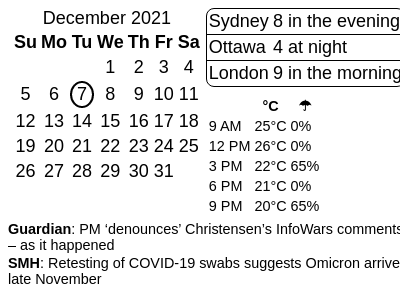 December 2021
Su Mo Tu We Th Fr Sa
1 2 3 4
5 6 7 8 9 10 11
12 13 14 15 16 17 18
19 20 21 22 23 24 25
26 27 28 29 30 31
Sydney 8 in the evening
Ottawa 4 at night
London 9 in the morning
°C ☂
9 AM 25°C 0%
12 PM 26°C 0%
3 PM 22°C 65%
6 PM 21°C 0%
9 PM 20°C 65%
Guardian: PM ‘denounces’ Christensen’s InfoWars comments
– as it happened
SMH: Retesting of COVID-19 swabs suggests Omicron arrive
late November